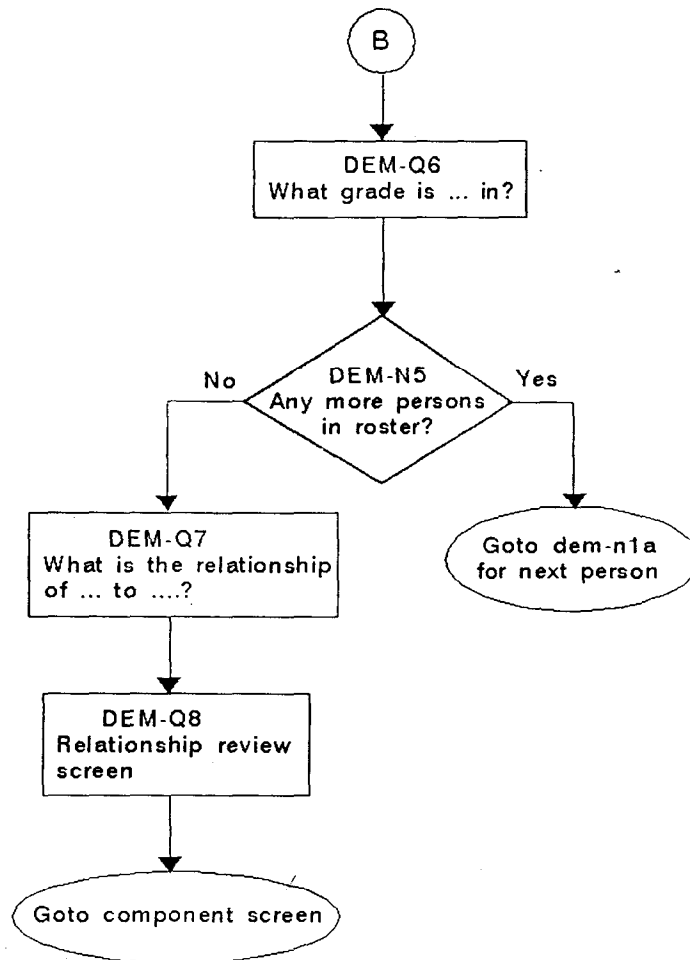 B
DEM-Q6
What grade is ... in?
DEM-N5
Any more persons
in roster?
No
Yes
DEM-Q7
What is the relationship
of ... to ....?
Goto dem-n1a
for next person
DEM-Q8
Relationship review
screen
Goto component screen